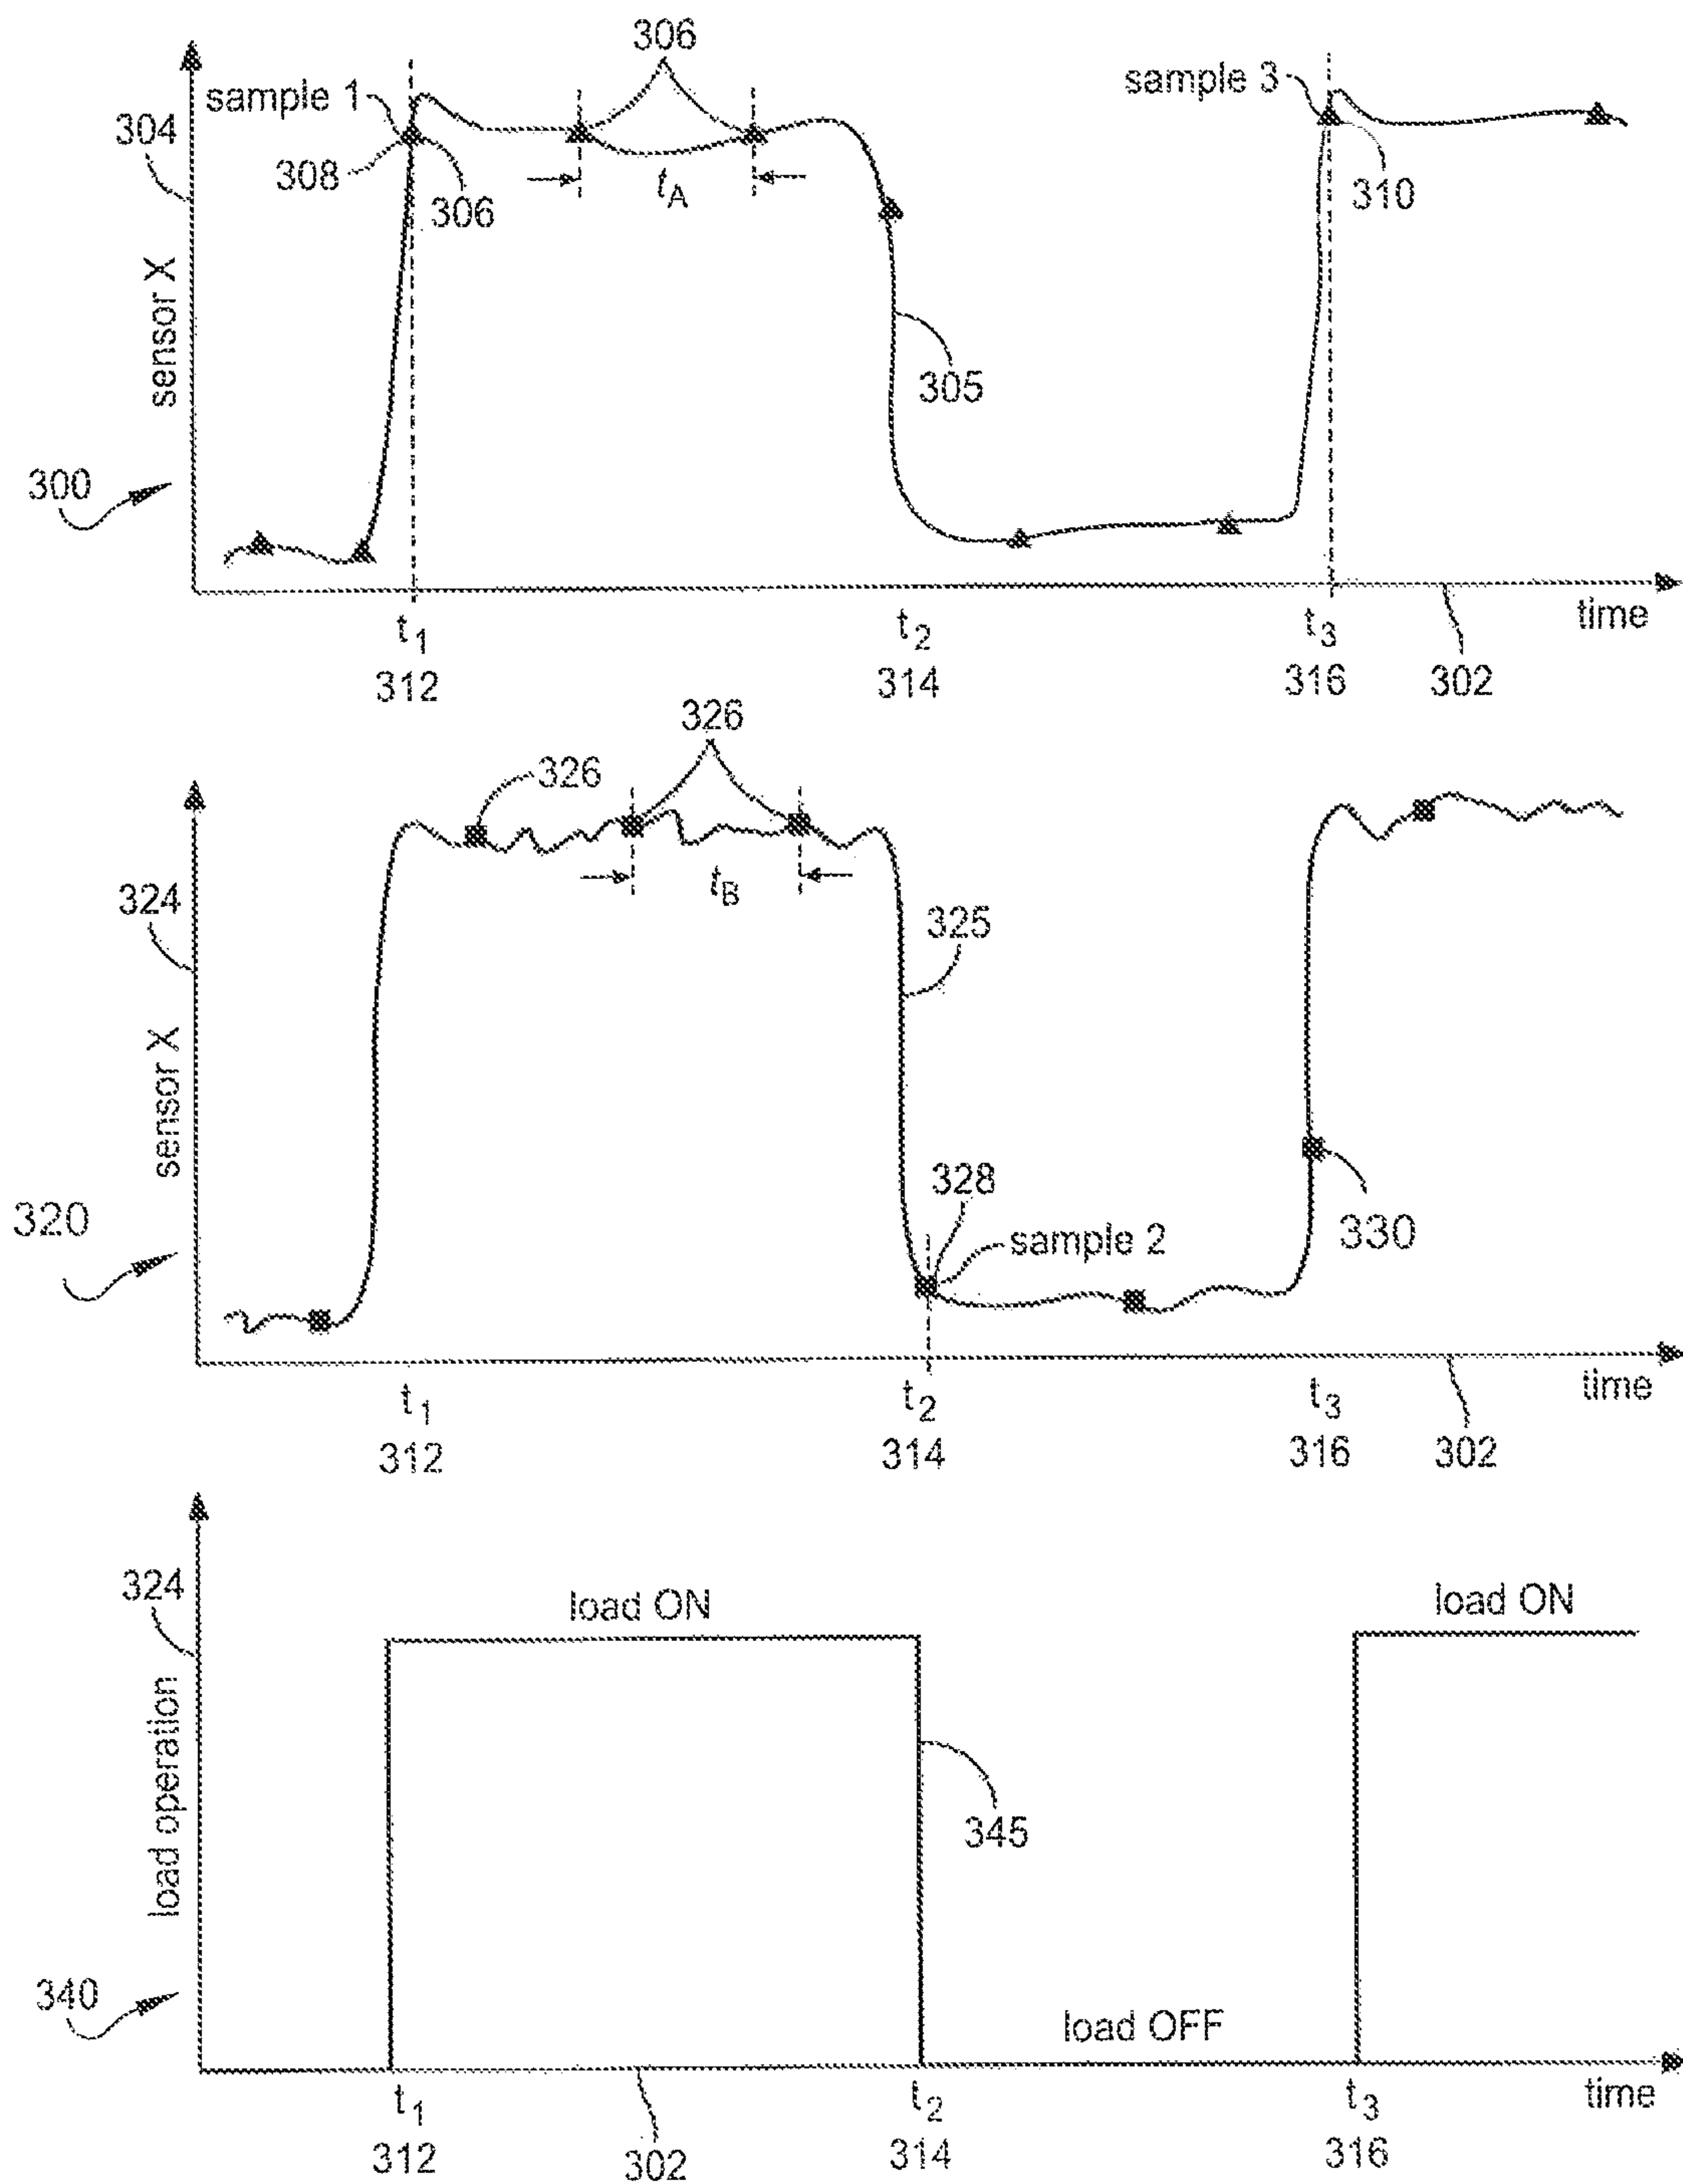 306
sample 1
sample 3
304
308
306
tA
310
sensor X
305
300
t1
t2
t3
time
312
314
316
302
326
326
324
tB
325
sensor X
328
320
sample 2
330
t1
t2
t3
time
312
314
316
302
324
load ON
load ON
load operation
345
340
load OFF
t1
t2
t3
time
312
302
314
316